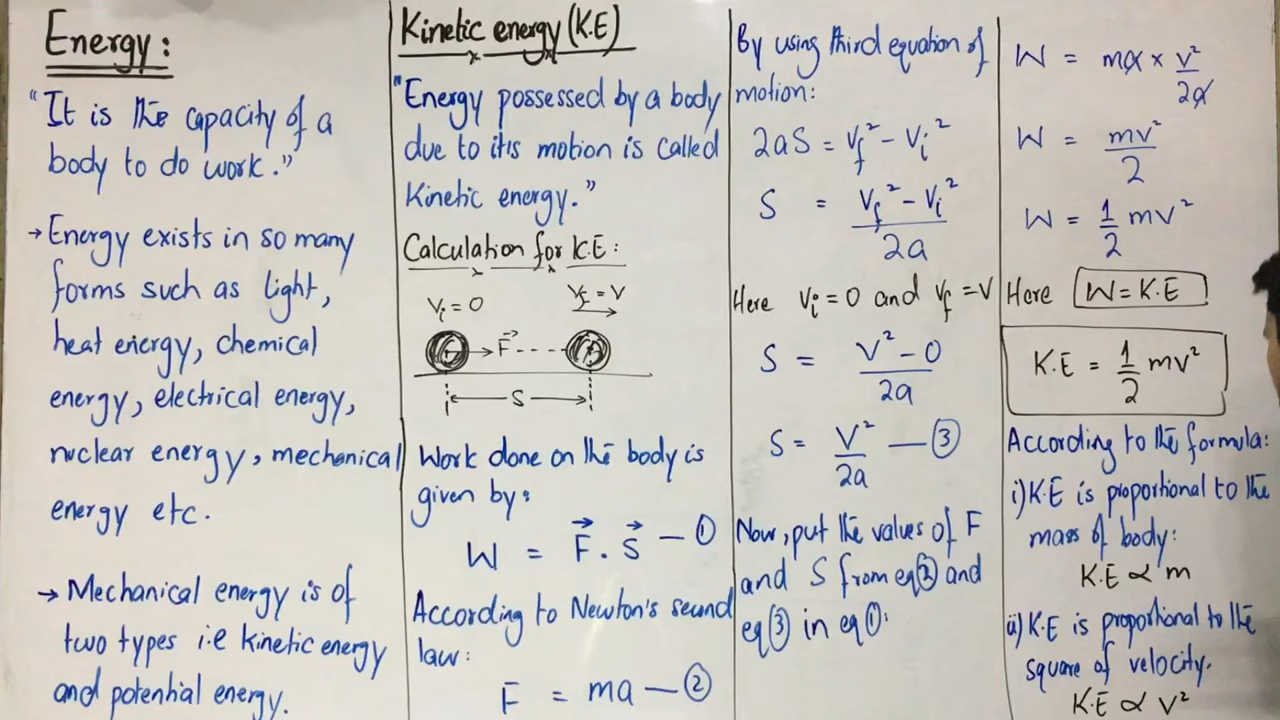 Energy:
"It is the capacity of a
body to do work."
→ Energy exists in so many
forms such as light,
heat energy, chemical
energy, electrical energy,
nuclear energy, mechanical
energy etc.
→ Mechanical energy is of
two types i.e kinetic energy
and potential energy.
Kinetic energy (K.E)
"Energy possessed by a body
due to its motion is called
Kinetic energy."
Calculation for K.E:
Vᵢ = 0
V_f = V
→ F⃗ - - - -
S
Work done on the body is
given by:
W = F⃗ . S⃗ — ①
According to Newton's second
law:
F = ma — ②
By using third equation of
motion:
2aS = V_f² - Vᵢ²
S = (V_f² - Vᵢ²)/2a
Here Vᵢ = 0 and V_f = V
S = (V² - 0)/2a
S = V²/2a — ③
Now, put the values of F
and S from eq② and
eq③ in eq①:
W = ma × V²/2a
W = mv²/2
W = 1/2 mv²
Here W = K.E
K.E = 1/2 mv²
According to the formula:
i) K.E is proportional to the
mass of body:
K.E ∝ m
ii) K.E is proportional to the
square of velocity.
K.E ∝ V²